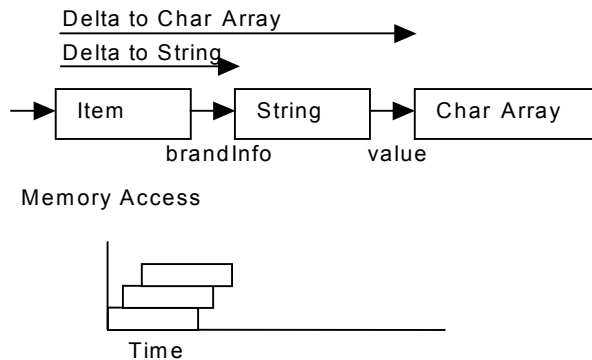 Delta to Char Array
Delta to String
Item
String
Char Array
brandInfo
value
Memory Access
Time